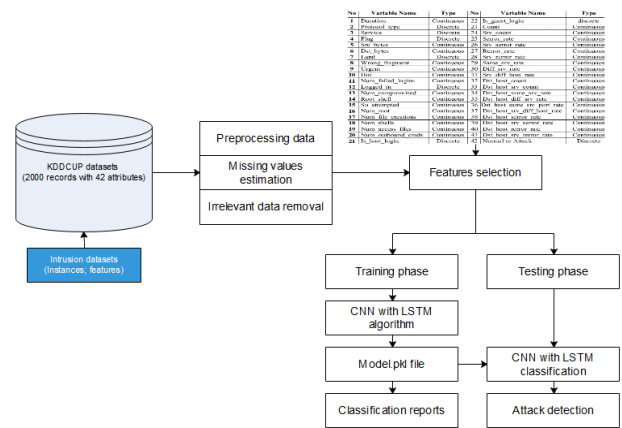 No Variable Name Type No Variable Name Type
1 Duration Continuous 22 Is_guest_login discrete
2 Protocol_type Discrete 23 Count Continuous
3 Service Discrete 24 Srv_count Continuous
4 Flag Discrete 25 Serror_rate Continuous
5 Src_bytes Continuous 26 Srv_serror_rate Continuous
6 Dst_bytes Continuous 27 Rerror_rate Continuous
7 Land Discrete 28 Srv_rerror_rate Continuous
8 Wrong_fragment Continuous 29 Same_srv_rate Continuous
9 Urgent Continuous 30 Diff_srv_rate Continuous
10 Hot Continuous 31 Srv_diff_host_rate Continuous
11 Num_failed_logins Continuous 32 Dst_host_count Continuous
12 Logged_in Discrete 33 Dst_host_srv_count Continuous
13 Num_compromised Continuous 34 Dst_host_same_srv_rate Continuous
14 Root_shell Continuous 35 Dst_host_diff_srv_rate Continuous
15 Su_attempted Continuous 36 Dst_host_same_src_port_rate Continuous
16 Num_root Continuous 37 Dst_host_srv_diff_host_rate Continuous
17 Num_file_creations Continuous 38 Dst_host_serror_rate Continuous
18 Num_shells Continuous 39 Dst_host_srv_serror_rate Continuous
19 Num_access_files Continuous 40 Dst_host_rerror_rate Continuous
20 Num_outbound_cmds Continuous 41 Dst_host_srv_rerror_rate Continuous
21 Is_host_login Discrete 42 Normal or Attack Discrete
KDDCUP datasets
(2000 records with 42 attributes)
Intrusion datasets
(Instances; features)
Preprocessing data
Missing values
estimation
Irrelevant data removal
Features selection
Training phase
Testing phase
CNN with LSTM
algorithm
Model.pkl file
CNN with LSTM
classification
Classification reports
Attack detection